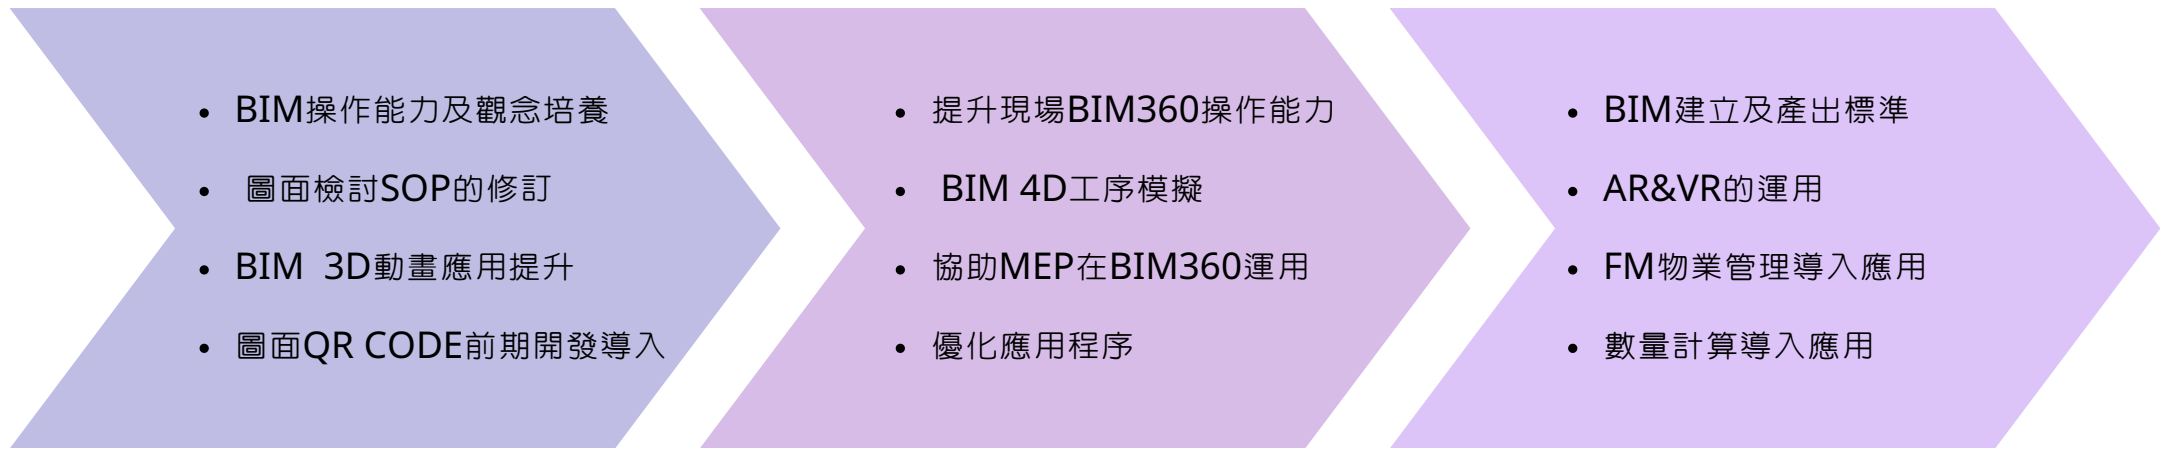 • BIM操作能力及觀念培養
• 圖面檢討SOP的修訂
• BIM  3D動畫應用提升
• 圖面QR CODE前期開發導入
• 提升現場BIM360操作能力
• BIM 4D工序模擬
• 協助MEP在BIM360運用
• 優化應用程序
• BIM建立及產出標準
• AR&VR的運用
• FM物業管理導入應用
• 數量計算導入應用